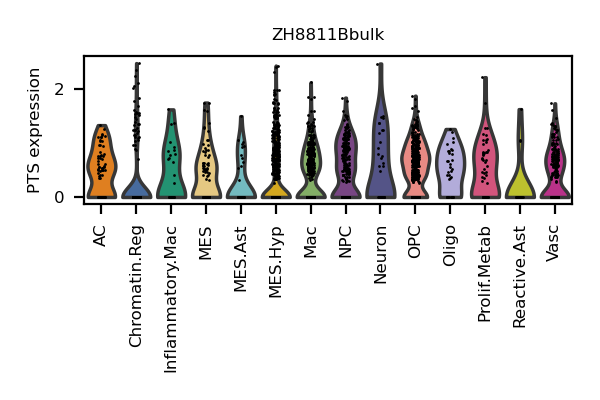 ZH8811Bbulk
PTS expression
2
0
AC
Chromatin.Reg
Inflammatory.Mac
MES
MES.Ast
MES.Hyp
Mac
NPC
Neuron
OPC
Oligo
Prolif.Metab
Reactive.Ast
Vasc